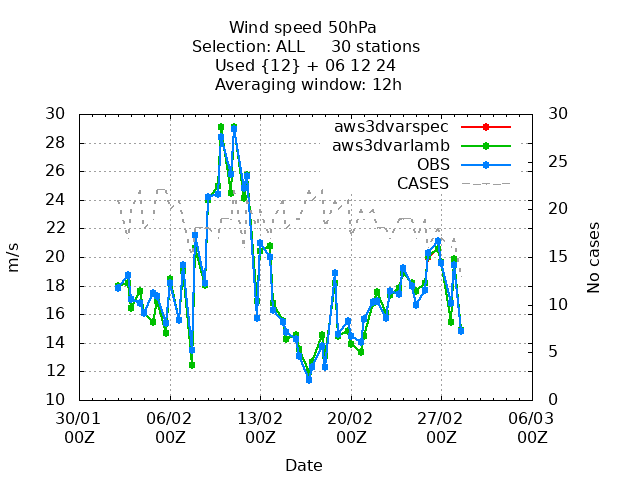 Wind speed 50hPa
Selection: ALL     30 stations
Used {12} + 06 12 24
Averaging window: 12h
30
28
26
24
22
20
18
16
14
12
10
m/s
30
25
20
15
10
5
0
No cases
aws3dvarspec
aws3dvarlamb
OBS
CASES
30/01 06/02 13/02 20/02 27/02 06/03
00Z 00Z 00Z 00Z 00Z 00Z
Date